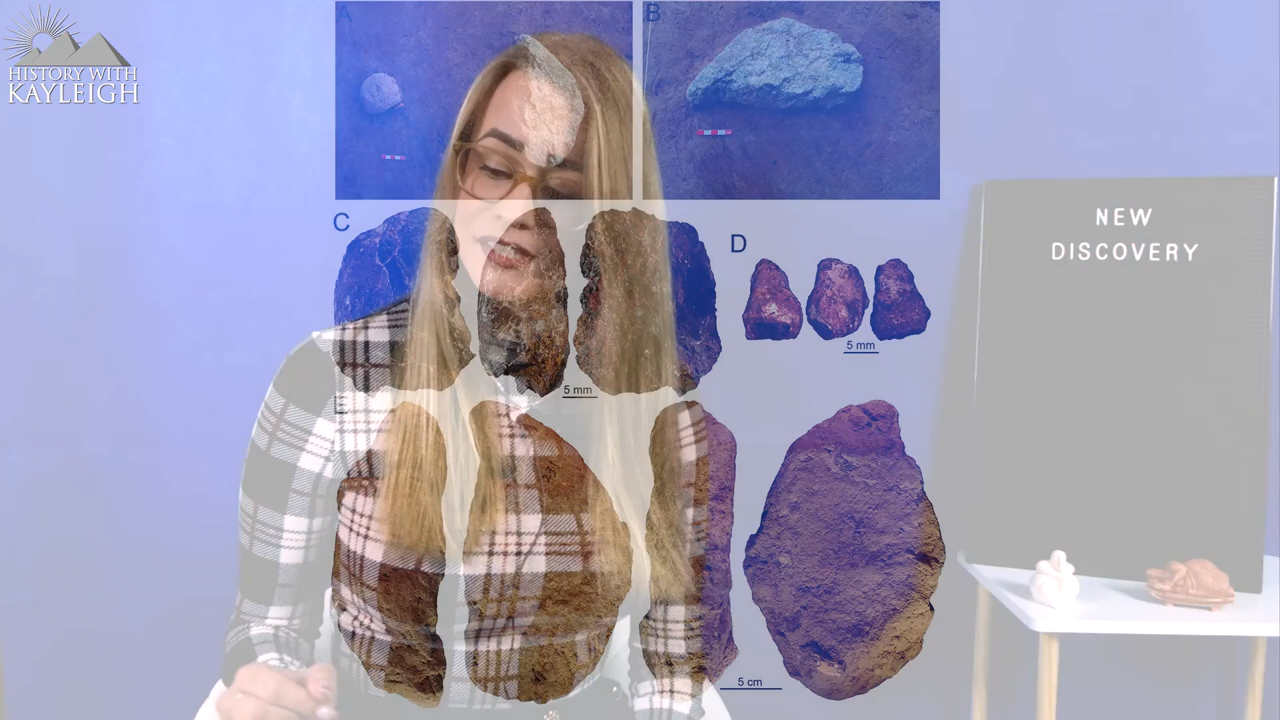 HISTORY WITH
KAYLEIGH
A
B
C
D
5 mm
5 mm
E
5 cm
NEW
DISCOVERY